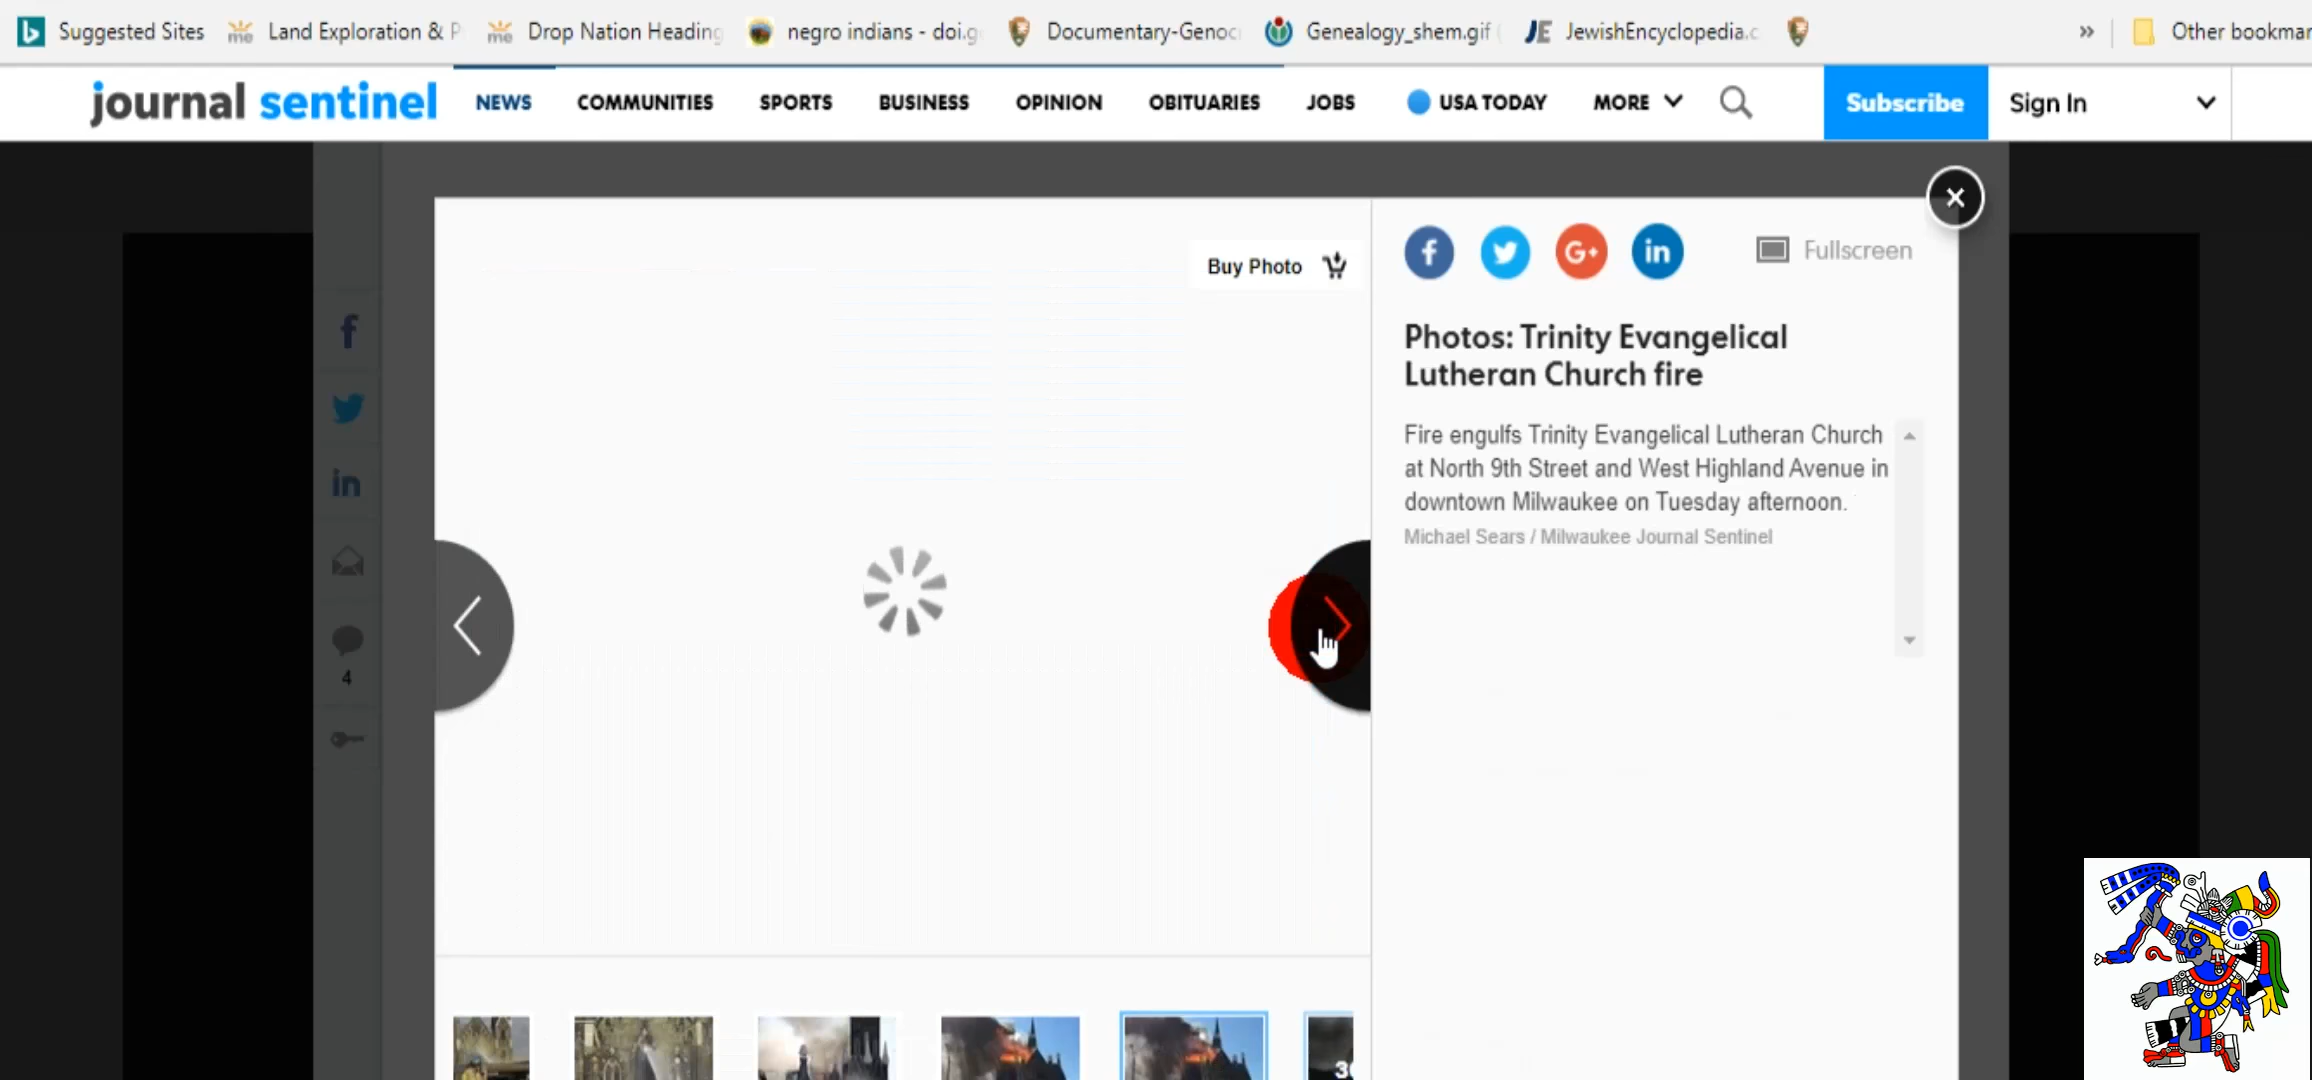 Suggested Sites Land Exploration & P Drop Nation Heading negro indians - doi.g Documentary-Genoc Genealogy_shem.gif JewishEncyclopedia.c » Other bookmar
journal sentinel NEWS COMMUNITIES SPORTS BUSINESS OPINION OBITUARIES JOBS USA TODAY MORE Subscribe Sign In
Buy Photo
Fullscreen
Photos: Trinity Evangelical
Lutheran Church fire
Fire engulfs Trinity Evangelical Lutheran Church
at North 9th Street and West Highland Avenue in
downtown Milwaukee on Tuesday afternoon.
Michael Sears / Milwaukee Journal Sentinel
4